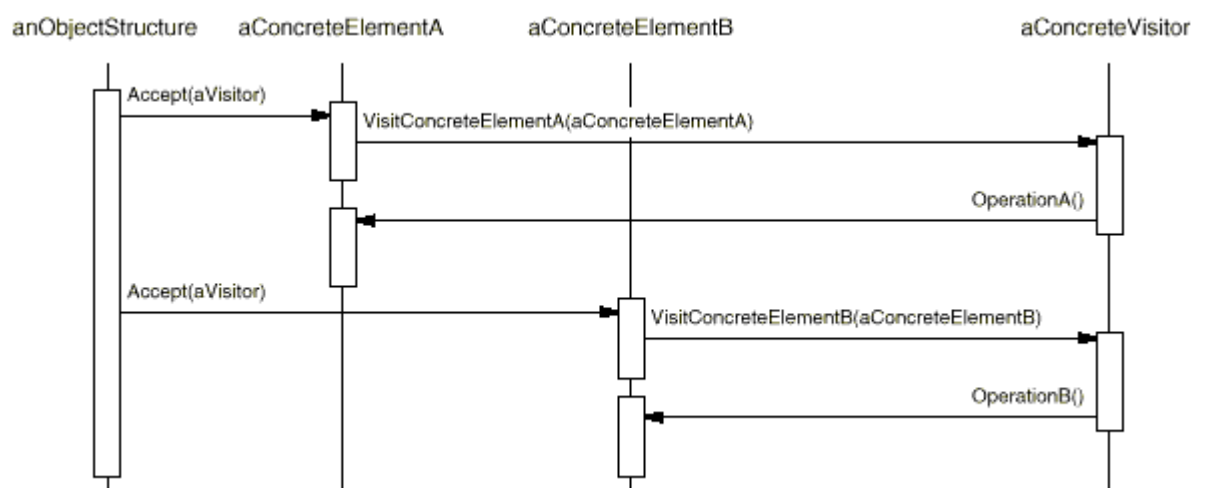 anObjectStructure aConcreteElementA aConcreteElementB aConcreteVisitor
Accept(aVisitor)
VisitConcreteElementA(aConcreteElementA)
OperationA()
Accept(aVisitor)
VisitConcreteElementB(aConcreteElementB)
OperationB()